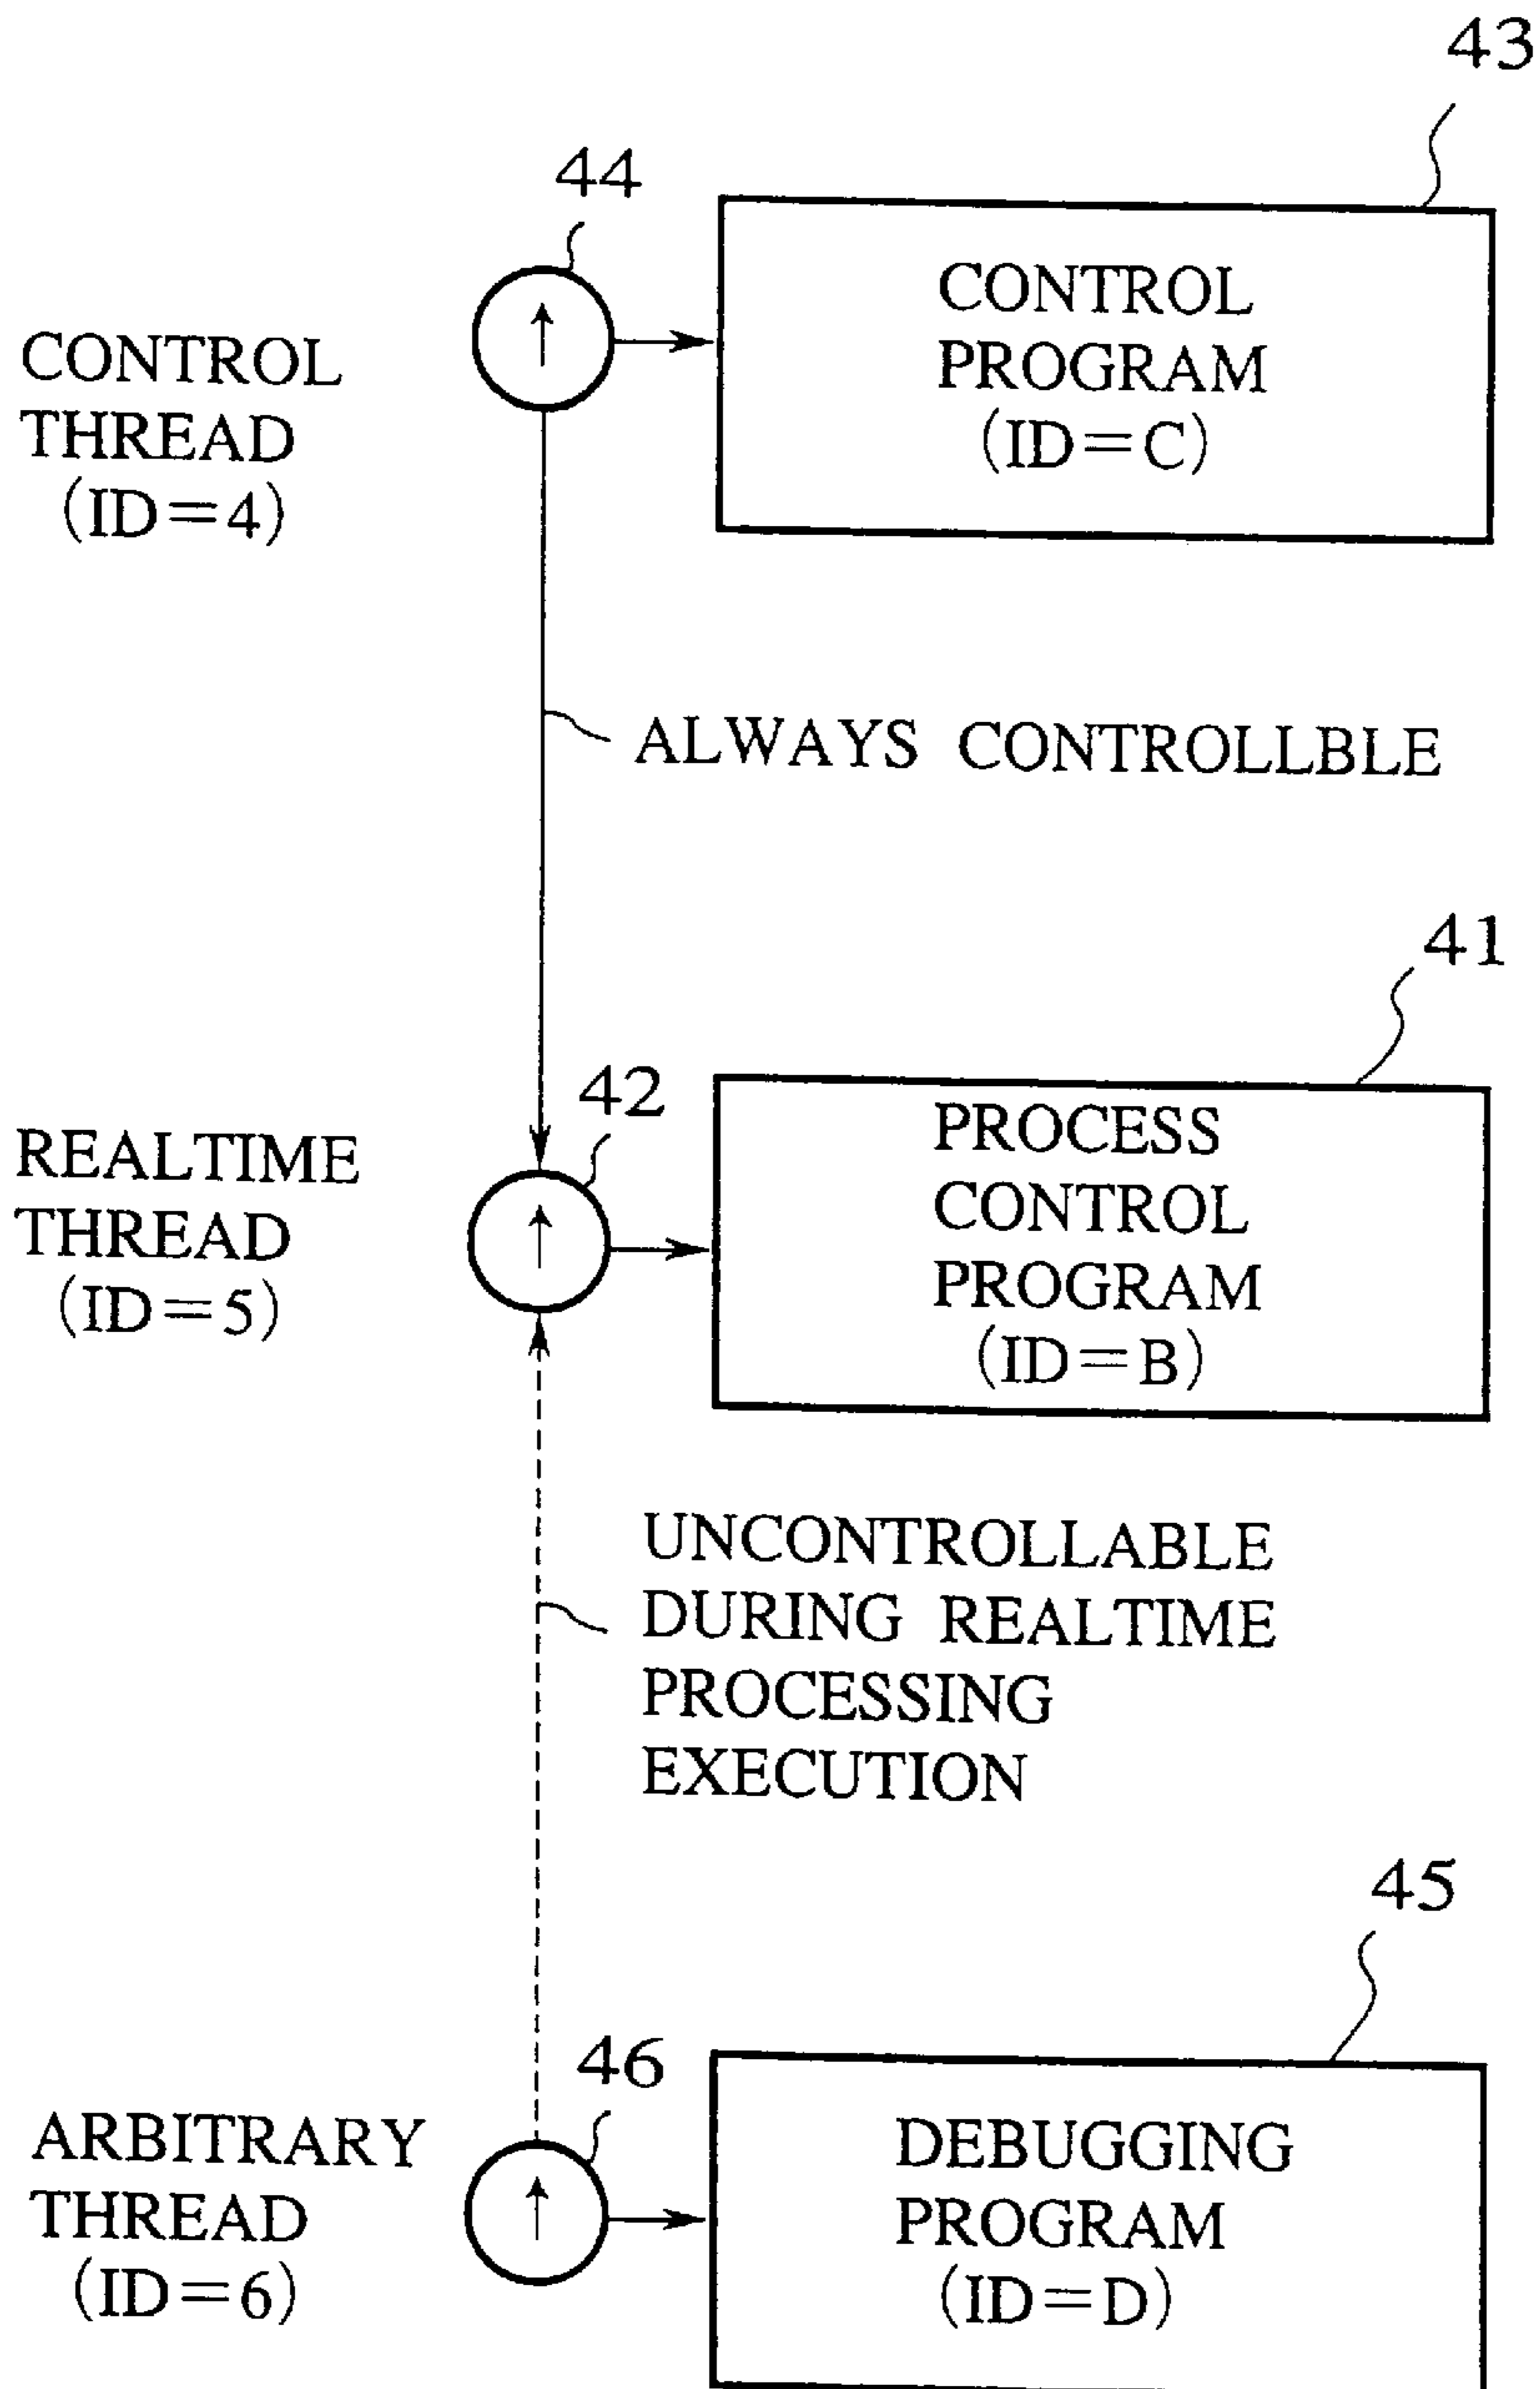 43
44
CONTROL
PROGRAM
(ID=C)
CONTROL
THREAD
(ID=4)
ALWAYS CONTROLLBLE
41
42
PROCESS
CONTROL
PROGRAM
(ID=B)
REALTIME
THREAD
(ID=5)
UNCONTROLLABLE
DURING REALTIME
PROCESSING
EXECUTION
45
46
DEBUGGING
PROGRAM
(ID=D)
ARBITRARY
THREAD
(ID=6)